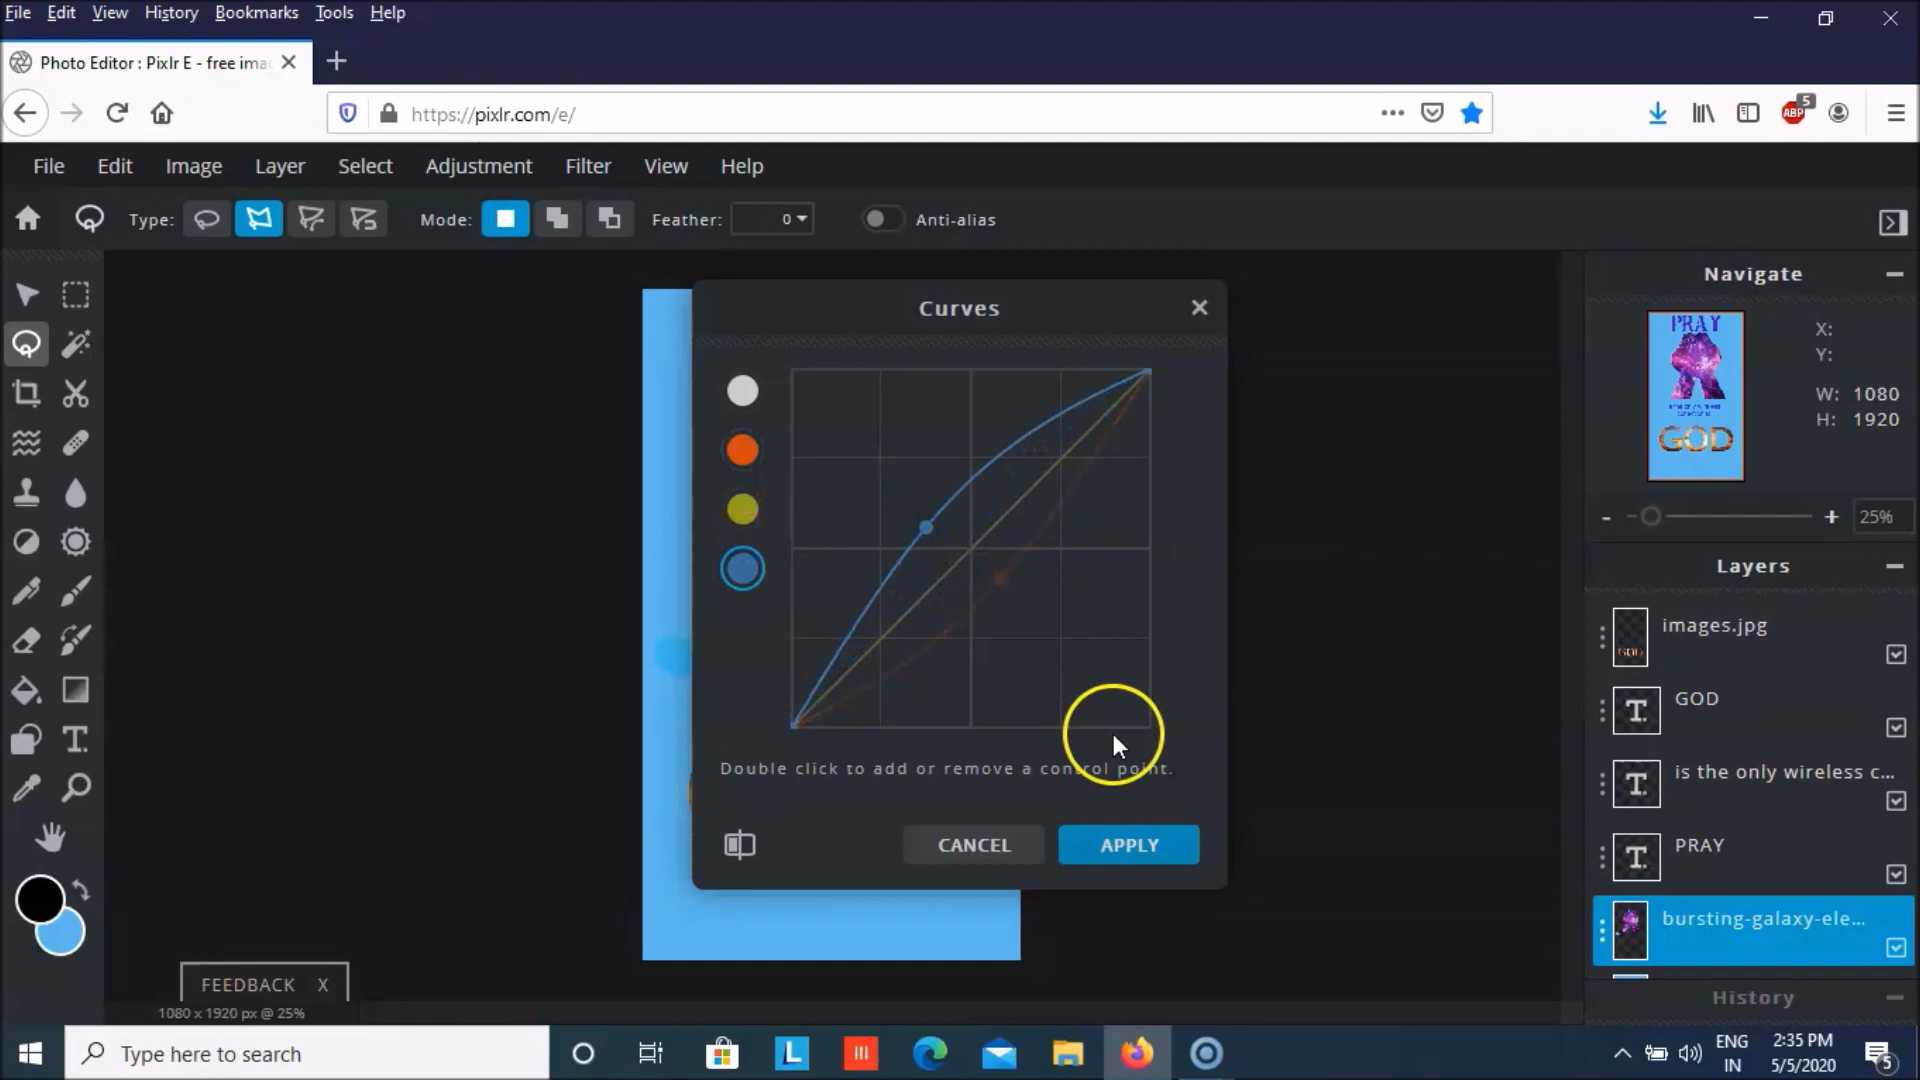 File Edit View History Bookmarks Tools Help
Photo Editor : Pixlr E - free ima
https://pixlr.com/e/
ABP 5
File Edit Image Layer Select Adjustment Filter View Help
Type: Mode: Feather: 0 Anti-alias
Curves
Double click to add or remove a control point.
CANCEL APPLY
Navigate
PRAY
GOD
X:
Y:
W: 1080
H: 1920
- + 25%
Layers
images.jpg
GOD
T. GOD
T. is the only wireless c...
T. PRAY
bursting-galaxy-ele...
History
FEEDBACK X
1080 x 1920 px @ 25%
Type here to search
L
ENG
IN
2:35 PM
5/5/2020
5